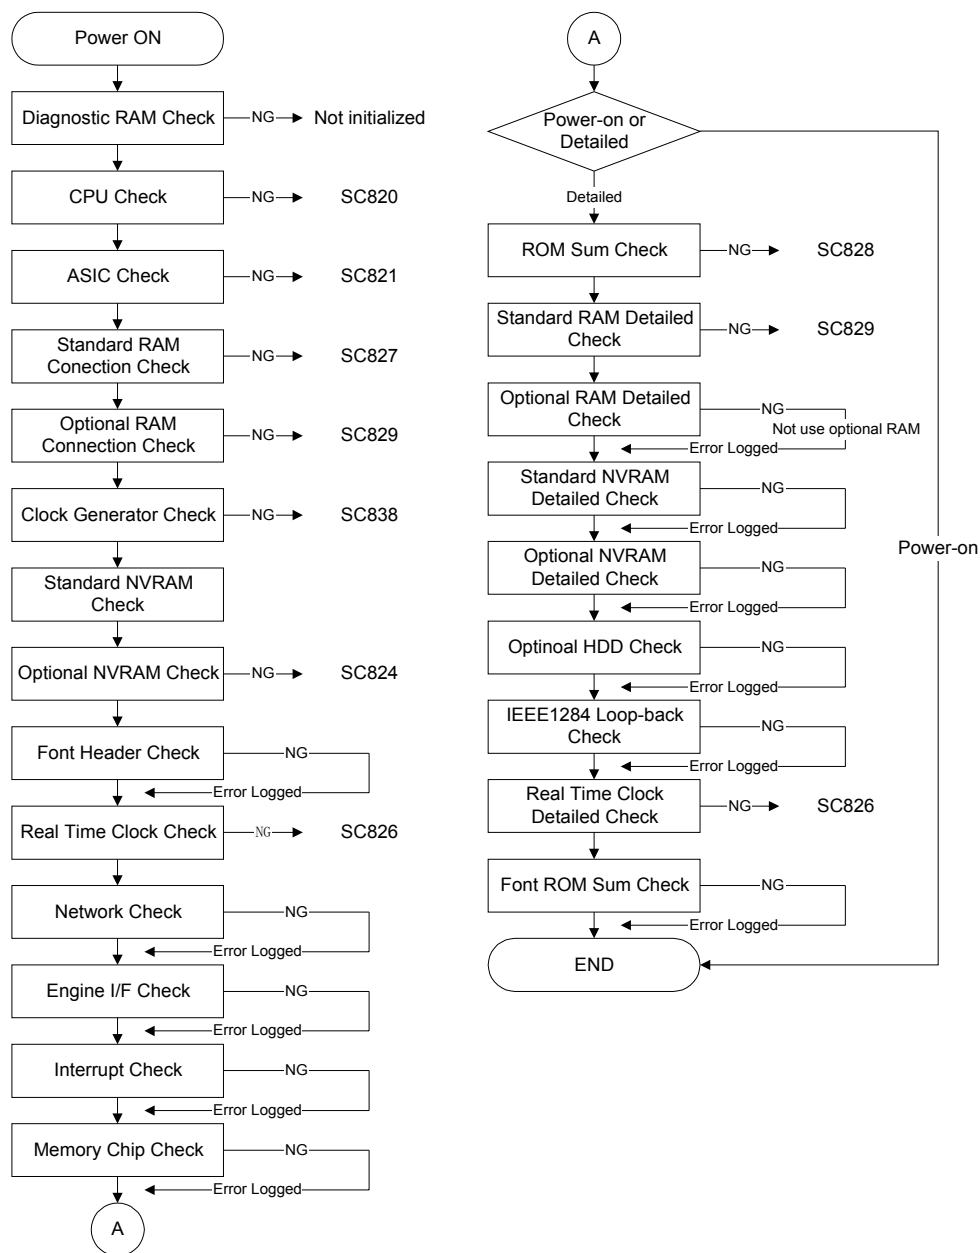 Power ON
Diagnostic RAM Check
NG
Not initialized
CPU Check
NG
SC820
ASIC Check
NG
SC821
Standard RAM
Conection Check
NG
SC827
Optional RAM
Connection Check
NG
SC829
Clock Generator Check
NG
SC838
Standard NVRAM
Check
Optional NVRAM Check
NG
SC824
Font Header Check
NG
Error Logged
Real Time Clock Check
NG
SC826
Network Check
NG
Error Logged
Engine I/F Check
NG
Error Logged
Interrupt Check
NG
Error Logged
Memory Chip Check
NG
Error Logged
A
A
Power-on or
Detailed
Detailed
Power-on
ROM Sum Check
NG
SC828
Standard RAM Detailed
Check
NG
SC829
Optional RAM Detailed
Check
NG
Not use optional RAM
Error Logged
Standard NVRAM
Detailed Check
NG
Error Logged
Optional NVRAM
Detailed Check
NG
Error Logged
Optinoal HDD Check
NG
Error Logged
IEEE1284 Loop-back
Check
NG
Error Logged
Real Time Clock
Detailed Check
NG
SC826
Font ROM Sum Check
NG
Error Logged
END